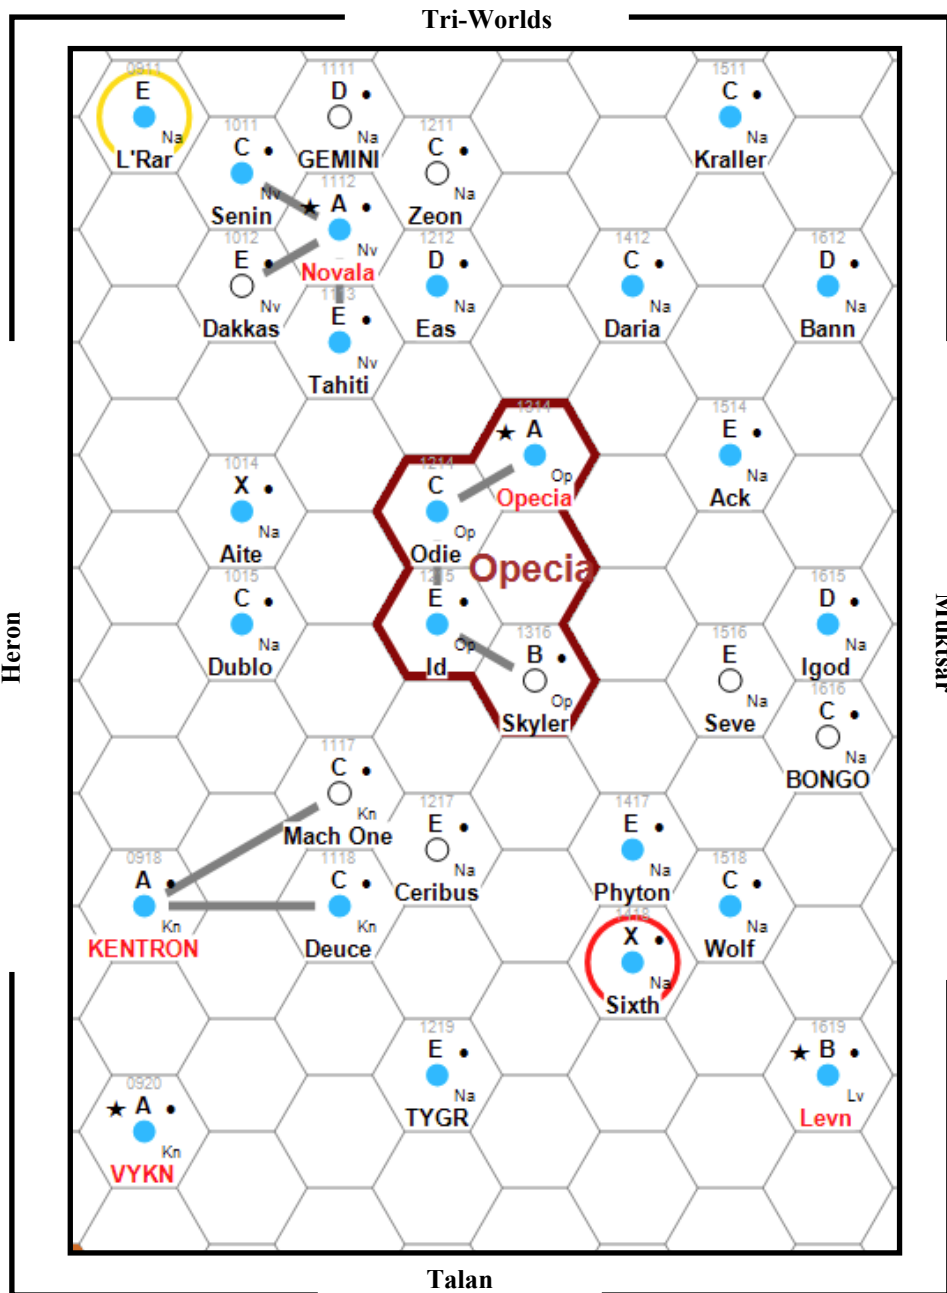 Tri-Worlds
0911
E
Na
L'Rar
1011
C
Nv
Senin
1111
D
Na
GEMINI
1211
C
Na
Zeon
1511
C
Na
Kraller
1112
A
Nv
Novala
1012
E
Nv
Dakkas
1212
D
Na
Eas
1412
C
Na
Daria
1612
D
Na
Bann
1113
E
Nv
Tahiti
1314
A
Op
Opecia
1514
E
Na
Ack
1014
X
Na
Aite
1214
C
Op
Odie
Opecia
1015
C
Na
Dublo
1215
E
Op
Id
1615
D
Na
Igod
1316
B
Op
Skyler
1516
E
Na
Seve
1616
C
Na
BONGO
Heron
Muktsar
1117
C
Kn
Mach One
1217
E
Na
Ceribus
1417
E
Na
Phyton
0918
A
Kn
KENTRON
1118
C
Kn
Deuce
1518
C
Na
Wolf
1418
X
Na
Sixth
1219
E
Na
TYGR
1619
B
Lv
Levn
0920
A
Kn
VYKN
Talan